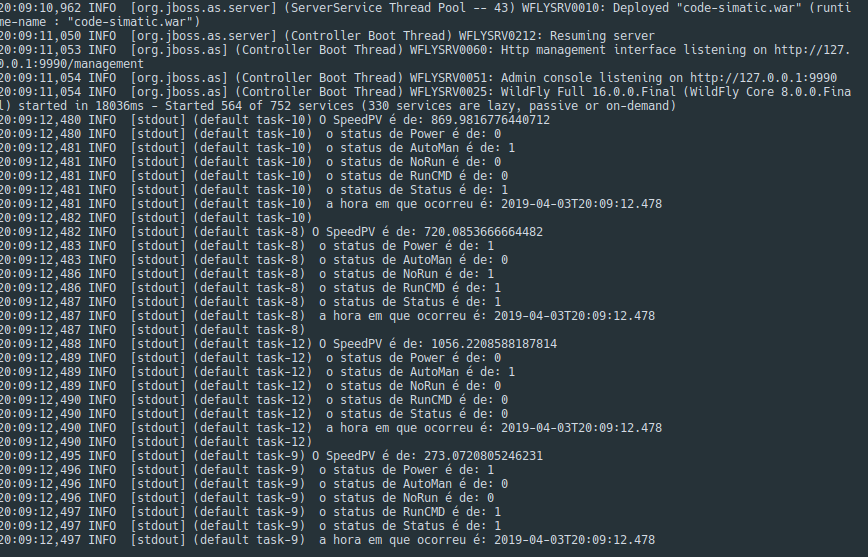 20:09:10,962 INFO  [org.jboss.as.server] (ServerService Thread Pool -- 43) WFLYSRV0010: Deployed "code-simatic.war" (runti
me-name : "code-simatic.war")
20:09:11,050 INFO  [org.jboss.as.server] (Controller Boot Thread) WFLYSRV0212: Resuming server
20:09:11,053 INFO  [org.jboss.as] (Controller Boot Thread) WFLYSRV0060: Http management interface listening on http://127.
0.0.1:9990/management
20:09:11,054 INFO  [org.jboss.as] (Controller Boot Thread) WFLYSRV0051: Admin console listening on http://127.0.0.1:9990
20:09:11,054 INFO  [org.jboss.as] (Controller Boot Thread) WFLYSRV0025: WildFly Full 16.0.0.Final (WildFly Core 8.0.0.Fina
l) started in 18036ms - Started 564 of 752 services (330 services are lazy, passive or on-demand)
20:09:12,480 INFO  [stdout] (default task-10) O SpeedPV é de: 869.9816776440712
20:09:12,480 INFO  [stdout] (default task-10)  o status de Power é de: 0
20:09:12,481 INFO  [stdout] (default task-10)  o status de AutoMan é de: 1
20:09:12,481 INFO  [stdout] (default task-10)  o status de NoRun é de: 0
20:09:12,481 INFO  [stdout] (default task-10)  o status de RunCMD é de: 0
20:09:12,481 INFO  [stdout] (default task-10)  o status de Status é de: 1
20:09:12,481 INFO  [stdout] (default task-10)  a hora em que ocorreu é: 2019-04-03T20:09:12.478
20:09:12,482 INFO  [stdout] (default task-10)
20:09:12,482 INFO  [stdout] (default task-8) O SpeedPV é de: 720.0853666664482
20:09:12,483 INFO  [stdout] (default task-8)  o status de Power é de: 1
20:09:12,483 INFO  [stdout] (default task-8)  o status de AutoMan é de: 0
20:09:12,486 INFO  [stdout] (default task-8)  o status de NoRun é de: 1
20:09:12,486 INFO  [stdout] (default task-8)  o status de RunCMD é de: 1
20:09:12,487 INFO  [stdout] (default task-8)  o status de Status é de: 1
20:09:12,487 INFO  [stdout] (default task-8)  a hora em que ocorreu é: 2019-04-03T20:09:12.478
20:09:12,487 INFO  [stdout] (default task-8)
20:09:12,488 INFO  [stdout] (default task-12) O SpeedPV é de: 1056.2208588187814
20:09:12,489 INFO  [stdout] (default task-12)  o status de Power é de: 0
20:09:12,489 INFO  [stdout] (default task-12)  o status de AutoMan é de: 1
20:09:12,489 INFO  [stdout] (default task-12)  o status de NoRun é de: 0
20:09:12,490 INFO  [stdout] (default task-12)  o status de RunCMD é de: 0
20:09:12,490 INFO  [stdout] (default task-12)  o status de Status é de: 0
20:09:12,490 INFO  [stdout] (default task-12)  a hora em que ocorreu é: 2019-04-03T20:09:12.478
20:09:12,490 INFO  [stdout] (default task-12)
20:09:12,495 INFO  [stdout] (default task-9) O SpeedPV é de: 273.0720805246231
20:09:12,496 INFO  [stdout] (default task-9)  o status de Power é de: 1
20:09:12,496 INFO  [stdout] (default task-9)  o status de AutoMan é de: 0
20:09:12,496 INFO  [stdout] (default task-9)  o status de NoRun é de: 0
20:09:12,497 INFO  [stdout] (default task-9)  o status de RunCMD é de: 1
20:09:12,497 INFO  [stdout] (default task-9)  o status de Status é de: 1
20:09:12,497 INFO  [stdout] (default task-9)  a hora em que ocorreu é: 2019-04-03T20:09:12.478